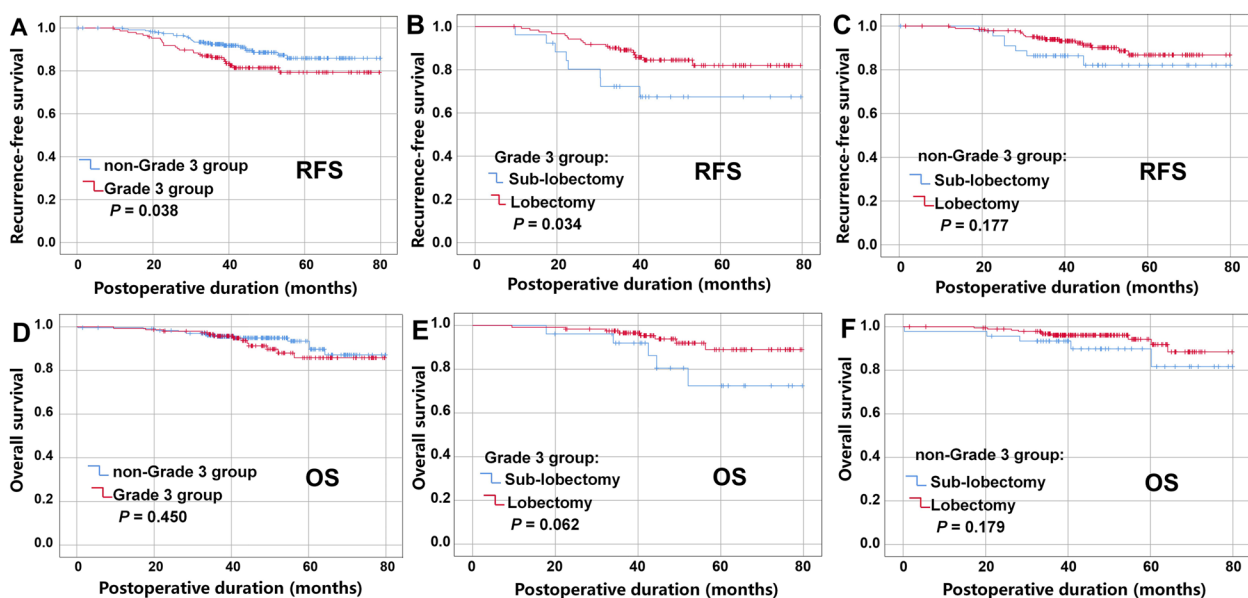 A
Recurrence-free survival
1.0
0.8
0.6
0.4
0.2
0.0
non-Grade 3 group
Grade 3 group
P = 0.038
RFS
0 20 40 60 80
Postoperative duration (months)
B
Recurrence-free survival
1.0
0.8
0.6
0.4
0.2
0.0
Grade 3 group:
Sub-lobectomy
Lobectomy
P = 0.034
RFS
0 20 40 60 80
Postoperative duration (months)
C
Recurrence-free survival
1.0
0.8
0.6
0.4
0.2
0.0
non-Grade 3 group:
Sub-lobectomy
Lobectomy
P = 0.177
RFS
0 20 40 60 80
Postoperative duration (months)
D
Overall survival
1.0
0.8
0.6
0.4
0.2
0.0
non-Grade 3 group
Grade 3 group
P = 0.450
OS
0 20 40 60 80
Postoperative duration (months)
E
Overall survival
1.0
0.8
0.6
0.4
0.2
0.0
Grade 3 group:
Sub-lobectomy
Lobectomy
P = 0.062
OS
0 20 40 60 80
Postoperative duration (months)
F
Overall survival
1.0
0.8
0.6
0.4
0.2
0.0
non-Grade 3 group:
Sub-lobectomy
Lobectomy
P = 0.179
OS
0 20 40 60 80
Postoperative duration (months)